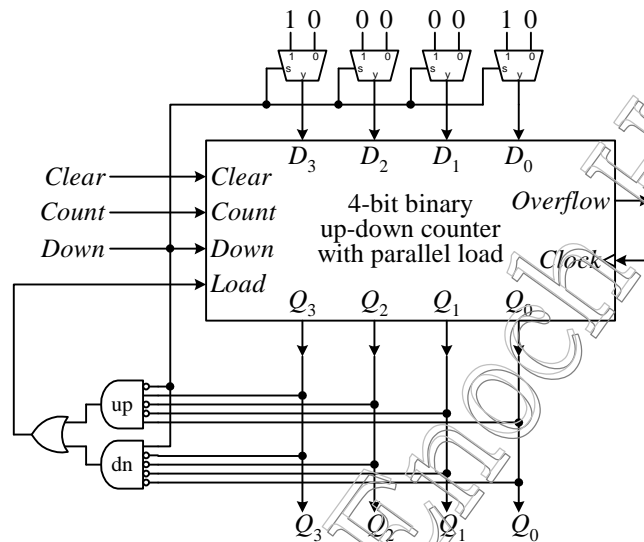 1 0 0 0 0 0 1 0
1 0 1 0 1 0 1 0
s s s s
y y y y
D3 D2 D1 D0
Clear Clear
Count Count
Down Down
Load
4-bit binary
up-down counter
with parallel load
Overflow
Clock
Q3 Q2 Q1 Q0
up
dn
Q3 Q2 Q1 Q0
Enoch